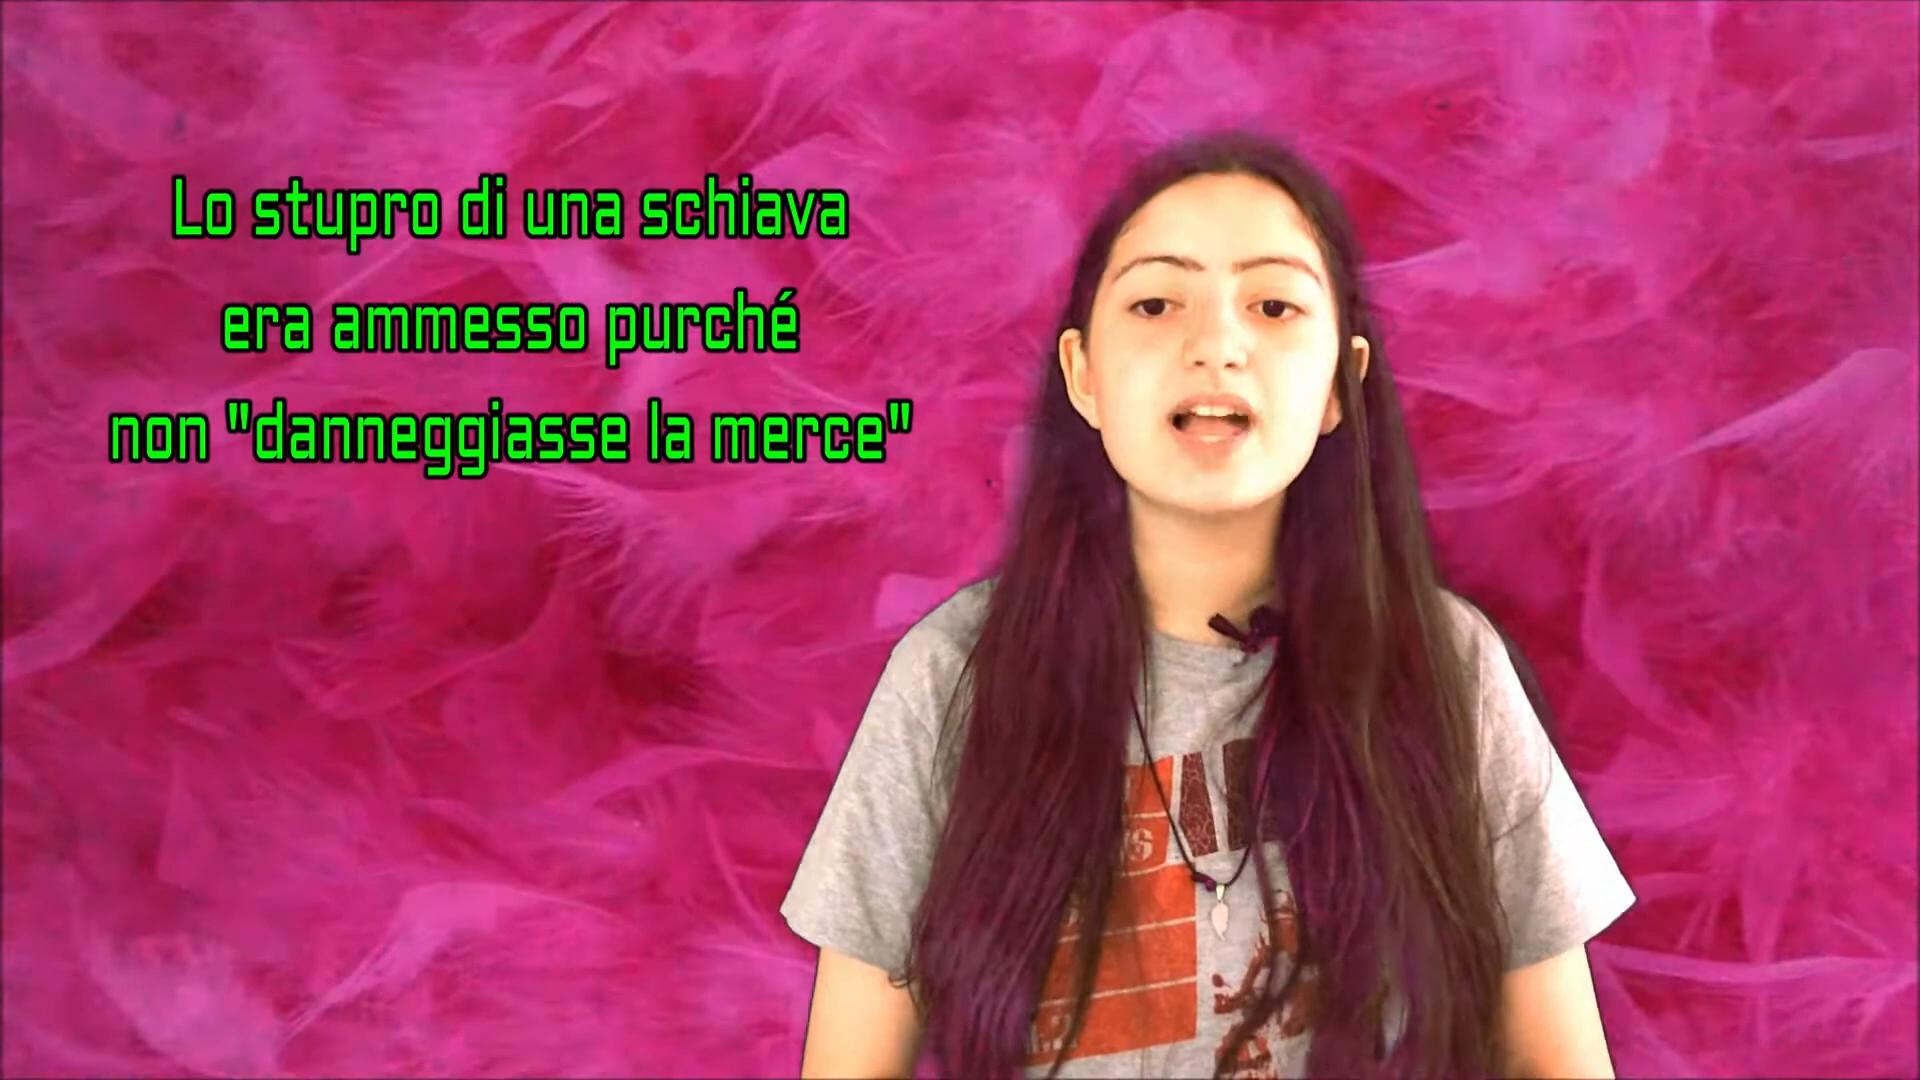 Lo stupro di una schiava
era ammesso purché
non "danneggiasse la merce"